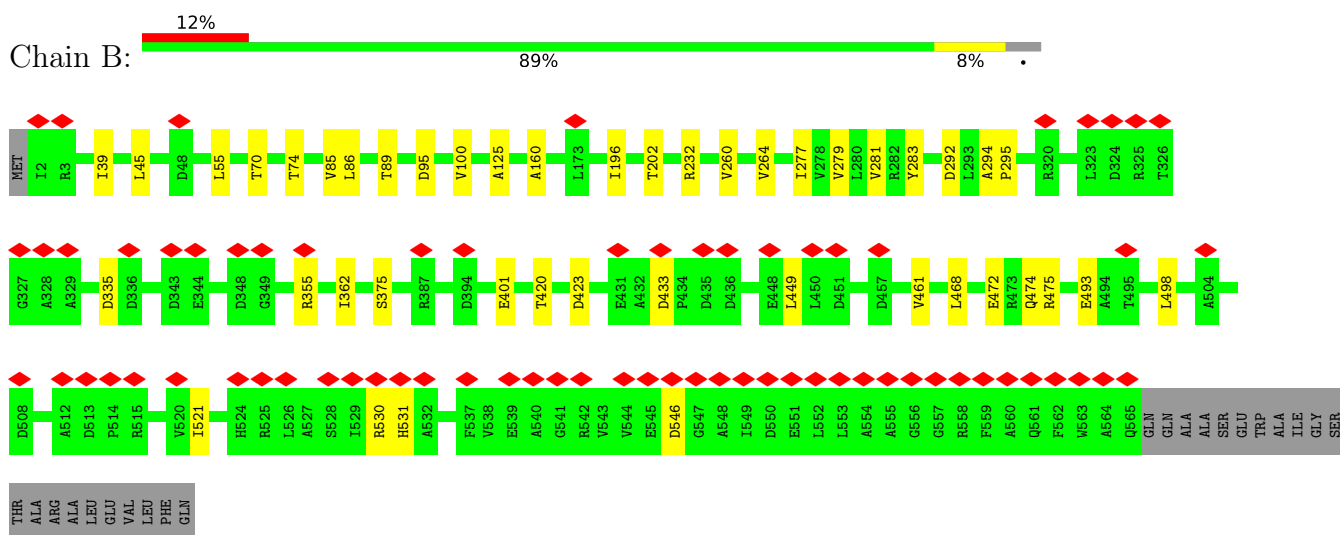 12%
Chain B:
89% 8% •
MET I2 R3 I39 L45 D48 L55 T70 T74 V85 L86 T89 D95 V100 A125 A160 L173 I196 T202 R232 V260 V264 I277 V278 V279 L280 V281 R282 Y283 D292 L293 A294 P295 R320 L323 D324 R325 T326
G327 A328 A329 D335 D336 D343 E344 D348 G349 R355 I362 S375 R387 D394 E401 T420 D423 E431 A432 D433 P434 D435 D436 E448 L449 L450 D451 D457 V461 L468 E472 R473 Q474 R475 E493 A494 T495 L498 A504
D508 A512 D513 P514 R515 V520 I521 H524 R525 L526 A527 S528 I529 R530 H531 A532 F537 V538 E539 A540 G541 R542 V543 V544 E545 D546 G547 A548 I549 D550 E551 L552 L553 A554 A555 G556 G557 R558 F559 A560 Q561 F562 W563 A564 Q565 GLN GLN ALA ALA SER GLU TRP ALA ILE GLY SER
THR ALA ARG ALA LEU GLU VAL LEU PHE GLN